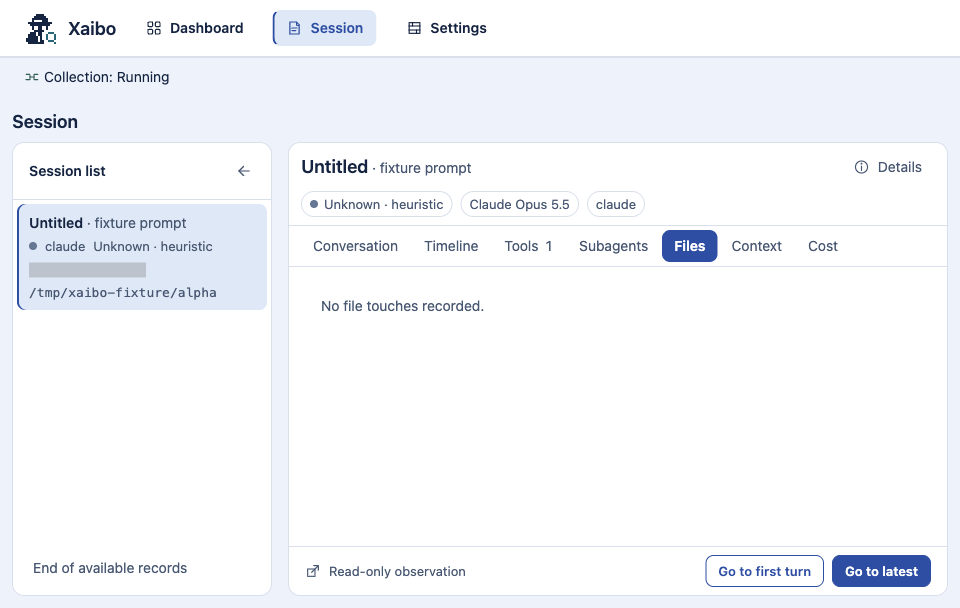 Xaibo
Dashboard
Session
Settings
Collection: Running
Session
Session list
Untitled · fixture prompt
claude Unknown · heuristic
/tmp/xaibo-fixture/alpha
End of available records
Untitled · fixture prompt
Details
Unknown · heuristic
Claude Opus 5.5
claude
Conversation
Timeline
Tools 1
Subagents
Files
Context
Cost
No file touches recorded.
Read-only observation
Go to first turn
Go to latest